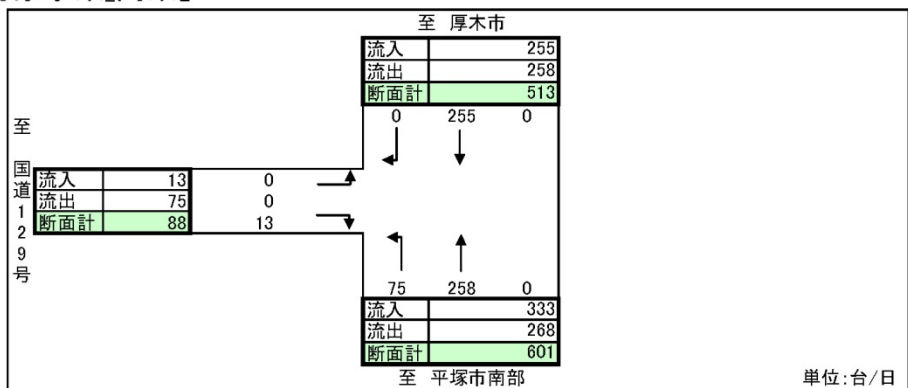 至 厚木市
流入 255
流出 258
断面計 513
0 255 0
至 国道129号
流入 13 0
流出 75 0
断面計 88 13
75 258 0
流入 333
流出 268
断面計 601
至 平塚市南部
単位:台/日